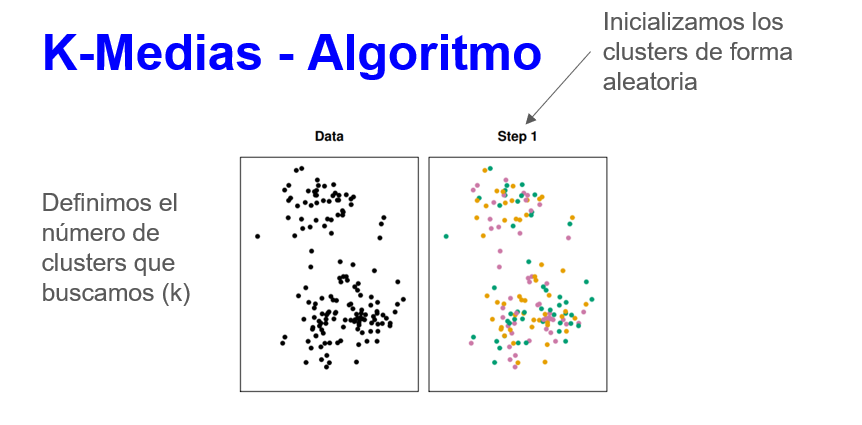 K-Medias - Algoritmo
Inicializamos los
clusters de forma
aleatoria
Data
Step 1
Definimos el
número de
clusters que
buscamos (k)